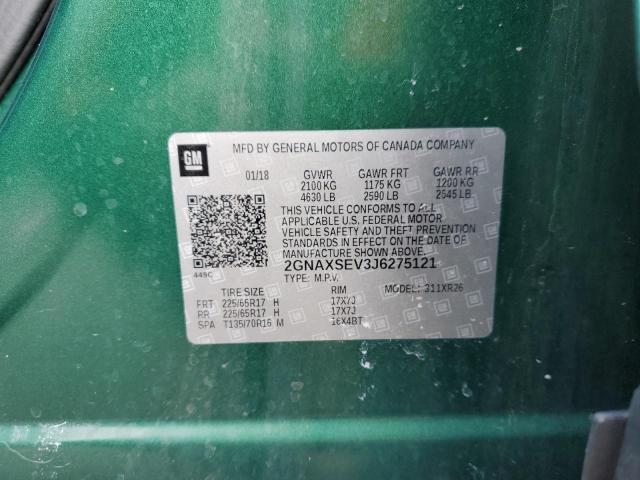 GM
MFD BY GENERAL MOTORS OF CANADA COMPANY
01/18 GVWR GAWR FRT GAWR RR
2100 KG 1175 KG 1200 KG
4630 LB 2590 LB 2645 LB
THIS VEHICLE CONFORMS TO ALL
APPLICABLE U.S. FEDERAL MOTOR
VEHICLE SAFETY AND THEFT PREVENTION
STANDARDS IN EFFECT ON THE DATE OF
MANUFACTURE SHOWN ABOVE.
2GNAXSEV3J6275121
TYPE: M.P.V. MODEL: 311XR26
445C
TIRE SIZE RIM
FRT 225/65R17 H 17X7J
RR 225/65R17 H 17X7J
SPA T135/70R16 M 16X4BT